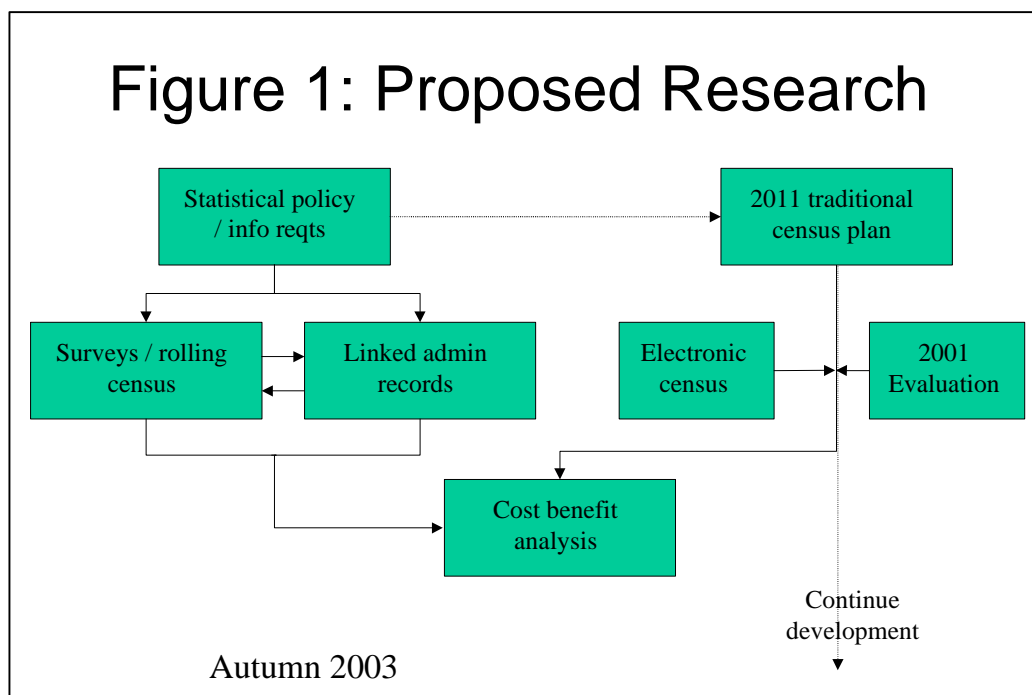 Figure 1: Proposed Research
Statistical policy
/ info reqts
2011 traditional
census plan
Surveys / rolling
census
Linked admin
records
Electronic
census
2001
Evaluation
Cost benefit
analysis
Continue
development
Autumn 2003